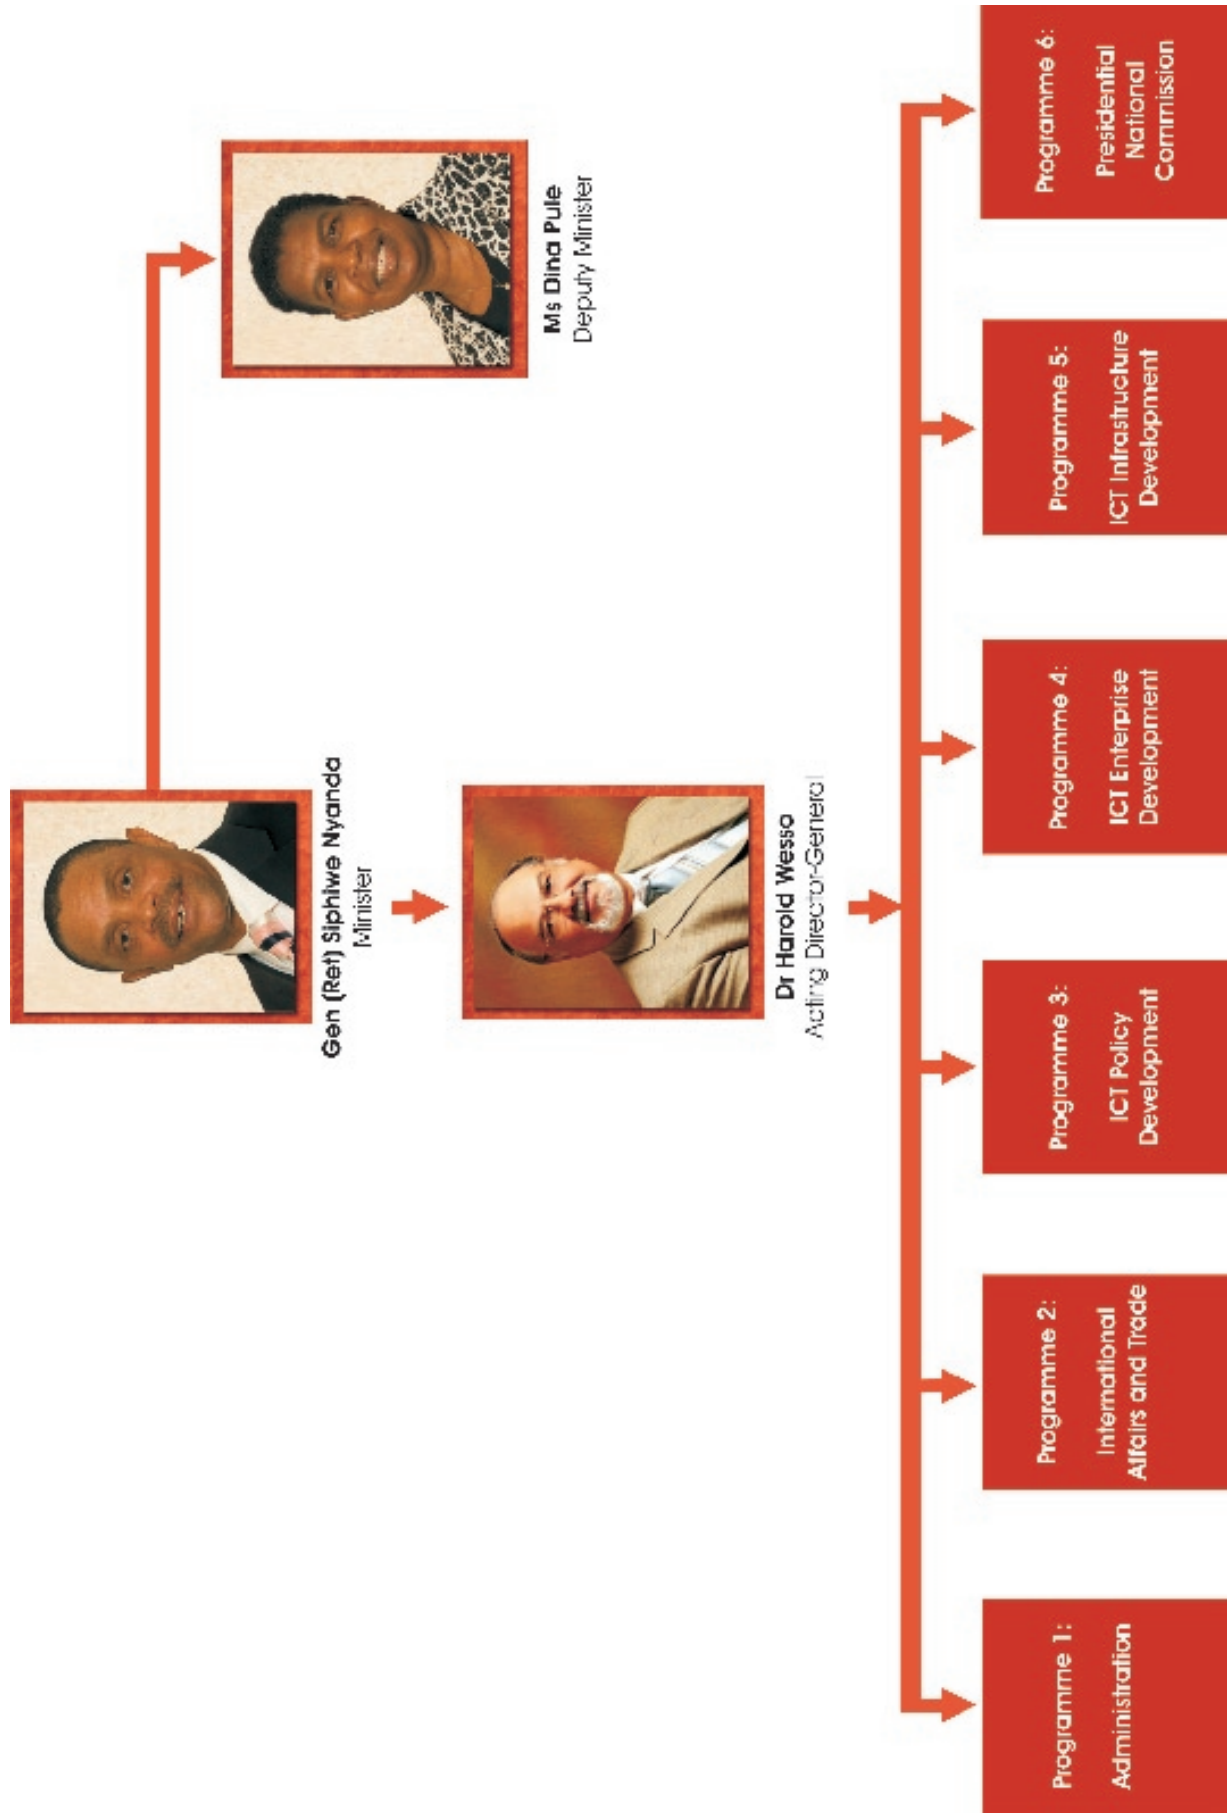 Gen (Ret) Siphiwe Nyanda
Minister
Ms Dina Pule
Deputy Minister
Dr Harold Wesso
Acting Director-General
Programme 1:
Administration
Programme 2:
International
Affairs and Trade
Programme 3:
ICT Policy
Development
Programme 4:
ICT Enterprise
Development
Programme 5:
ICT Infrastructure
Development
Programme 6:
Presidential
National
Commission